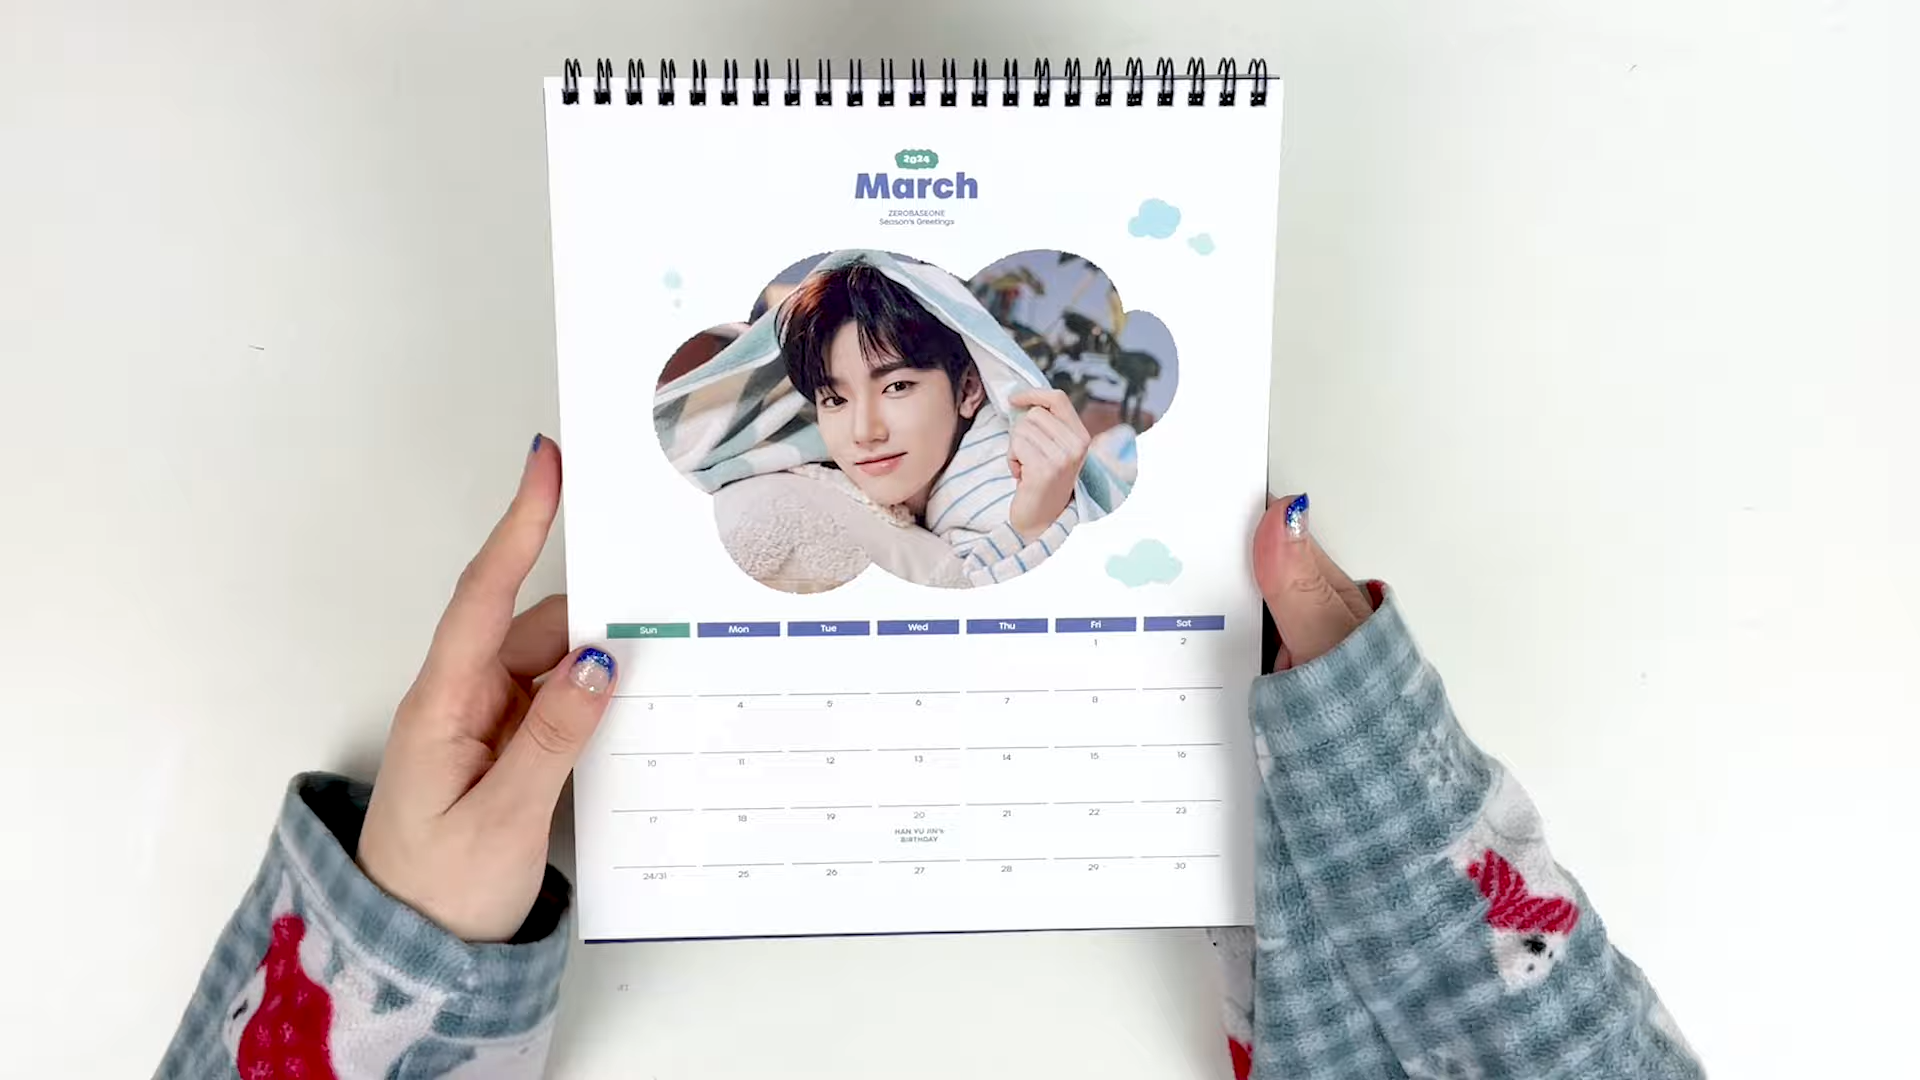 2024
March
ZEROBASEONE
Season's Greetings
Sun Mon Tue Wed Thu Fri Sat
1 2
3 4 5 6 7 8 9
10 11 12 13 14 15 16
17 18 19 20 21 22 23
HAN YU JIN's
BIRTHDAY
24/31 25 26 27 28 29 30